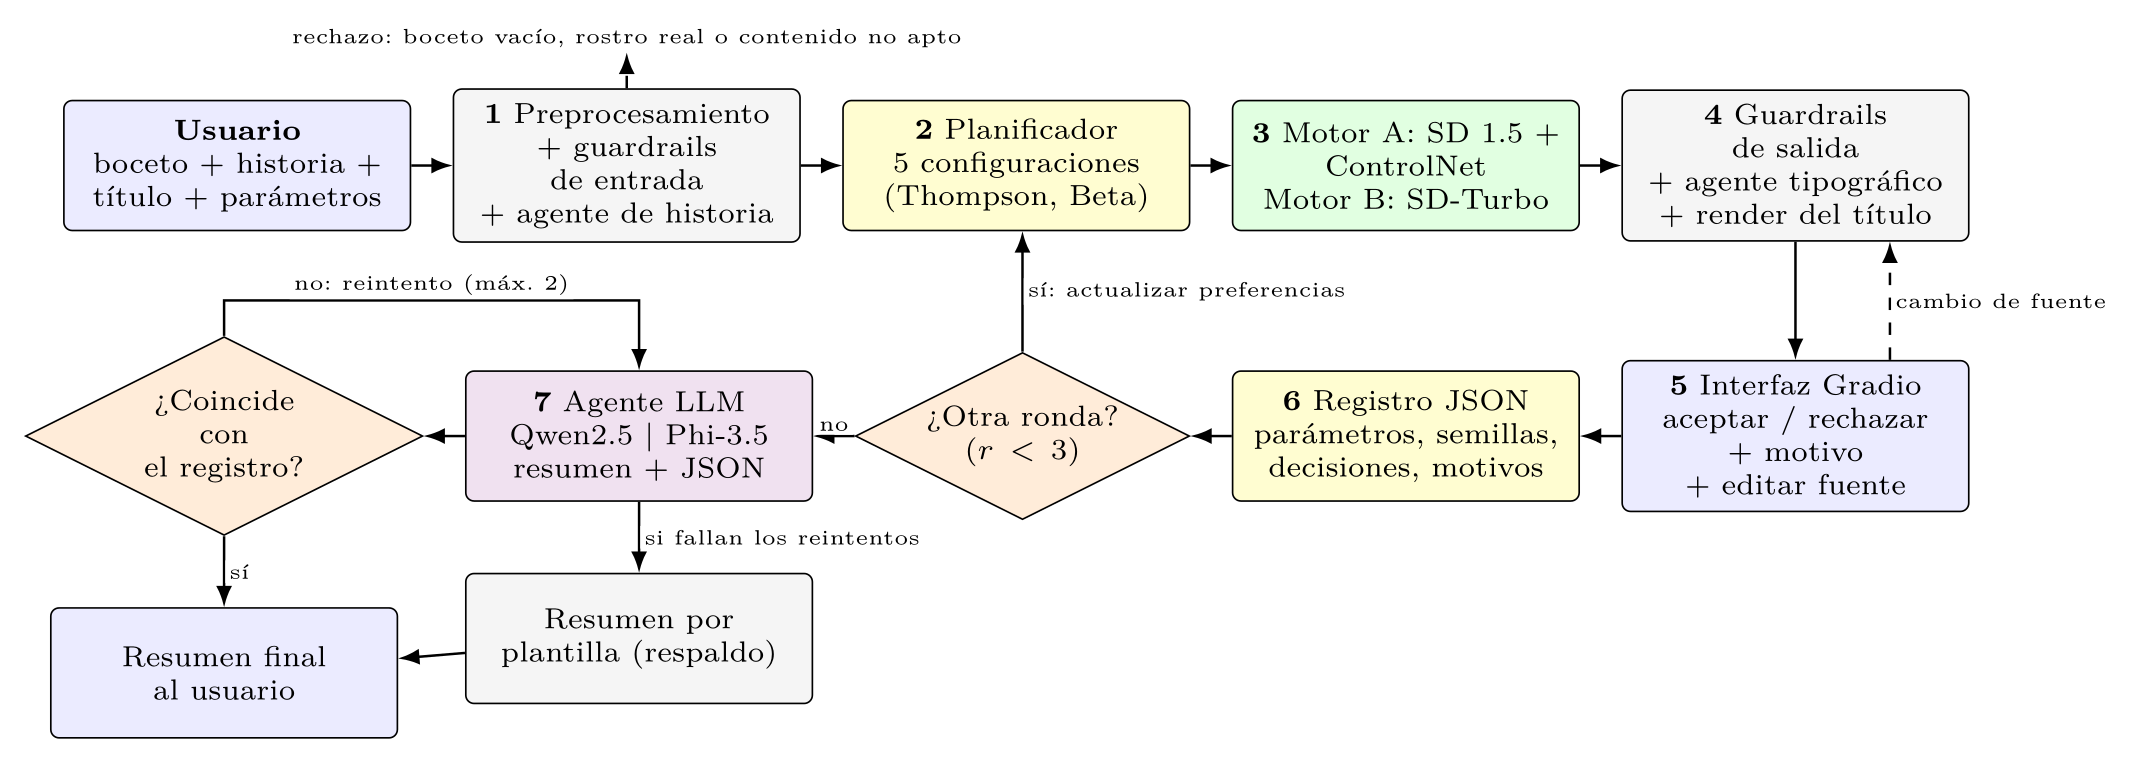 rechazo: boceto vacío, rostro real o contenido no apto
Usuario
boceto + historia +
título + parámetros
1 Preprocesamiento
+ guardrails
de entrada
+ agente de historia
2 Planificador
5 configuraciones
(Thompson, Beta)
3 Motor A: SD 1.5 +
ControlNet
Motor B: SD-Turbo
4 Guardrails
de salida
+ agente tipográfico
+ render del título
no: reintento (máx. 2)
sí: actualizar preferencias
cambio de fuente
¿Coincide
con
el registro?
7 Agente LLM
Qwen2.5 | Phi-3.5
resumen + JSON
no
¿Otra ronda?
(r < 3)
6 Registro JSON
parámetros, semillas,
decisiones, motivos
5 Interfaz Gradio
aceptar / rechazar
+ motivo
+ editar fuente
sí
si fallan los reintentos
Resumen final
al usuario
Resumen por
plantilla (respaldo)